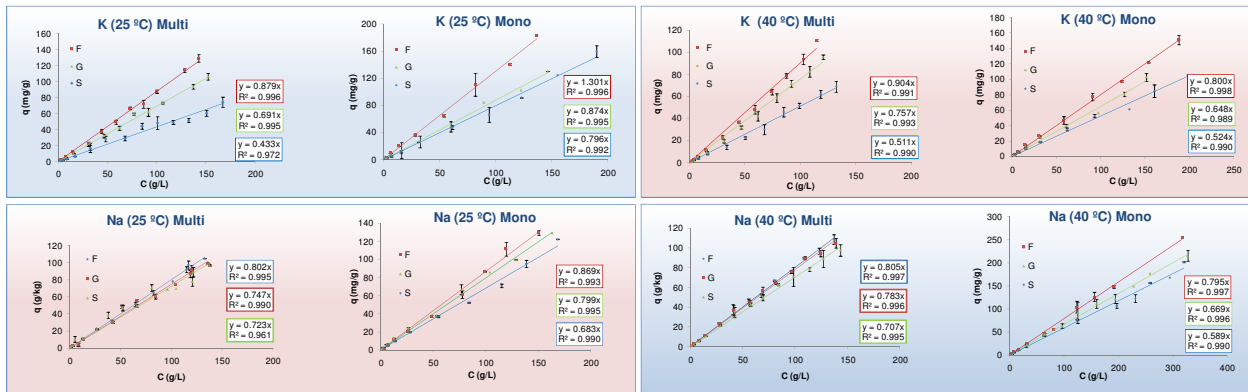 K (25 ºC) Multi
q (mg/g)
160
140
120
100
80
60
40
20
0
F
G
S
y = 0.879x
R² = 0.996
y = 0.691x
R² = 0.995
y = 0.433x
R² = 0.972
0 50 100 150 200
C (g/L)
K (25 ºC) Mono
q (mg/g)
200
160
120
80
40
0
F
G
S
y = 1.301x
R² = 0.996
y = 0.874x
R² = 0.995
y = 0.796x
R² = 0.992
0 50 100 150 200
C (g/L)
K (40 ºC) Multi
q (mg/g)
120
100
80
60
40
20
0
F
G
S
y = 0.904x
R² = 0.991
y = 0.757x
R² = 0.993
y = 0.511x
R² = 0.990
0 50 100 150 200
C (g/L)
K (40 ºC) Mono
q (mg/g)
200
180
160
140
120
100
80
60
40
20
0
F
G
S
y = 0.800x
R² = 0.998
y = 0.648x
R² = 0.989
y = 0.524x
R² = 0.990
0 50 100 150 200 250
C (g/L)
Na (25 ºC) Multi
q (g/kg)
120
100
80
60
40
20
0
F
G
S
y = 0.802x
R² = 0.995
y = 0.747x
R² = 0.990
y = 0.723x
R² = 0.961
0 50 100 150 200
C (g/L)
Na (25 ºC) Mono
q (mg/g)
140
120
100
80
60
40
20
0
F
G
S
y = 0.869x
R² = 0.993
y = 0.799x
R² = 0.995
y = 0.683x
R² = 0.990
0 50 100 150 200
C (g/L)
Na (40 ºC) Multi
q (g/kg)
120
100
80
60
40
20
0
F
G
S
y = 0.805x
R² = 0.997
y = 0.783x
R² = 0.996
y = 0.707x
R² = 0.995
0 50 100 150 200
C (g/L)
Na (40 ºC) Mono
q (mg/g)
300
250
200
150
100
50
0
F
G
S
y = 0.795x
R² = 0.997
y = 0.669x
R² = 0.996
y = 0.589x
R² = 0.990
0 100 200 300 400
C (g/L)